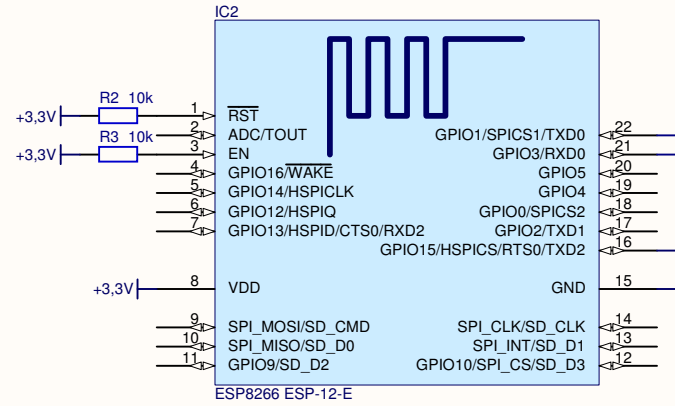 IC2
R2 10k
+3,3V
1 RST
2 ADC/TOUT
R3 10k
+3,3V
3 EN
4 GPIO16/WAKE
5 GPIO14/HSPICLK
6 GPIO12/HSPIQ
7 GPIO13/HSPID/CTS0/RXD2
+3,3V 8 VDD
9 SPI_MOSI/SD_CMD
10 SPI_MISO/SD_D0
11 GPIO9/SD_D2
GPIO1/SPICS1/TXD0 22
GPIO3/RXD0 21
GPIO5 20
GPIO4 19
GPIO0/SPICS2 18
GPIO2/TXD1 17
GPIO15/HSPICS/RTS0/TXD2 16
GND 15
SPI_CLK/SD_CLK 14
SPI_INT/SD_D1 13
GPIO10/SPI_CS/SD_D3 12
ESP8266 ESP-12-E